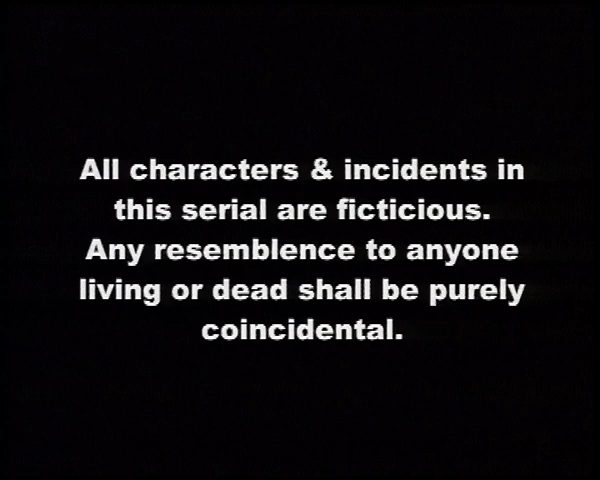 All characters & incidents in
this serial are ficticious.
Any resemblence to anyone
living or dead shall be purely
coincidental.